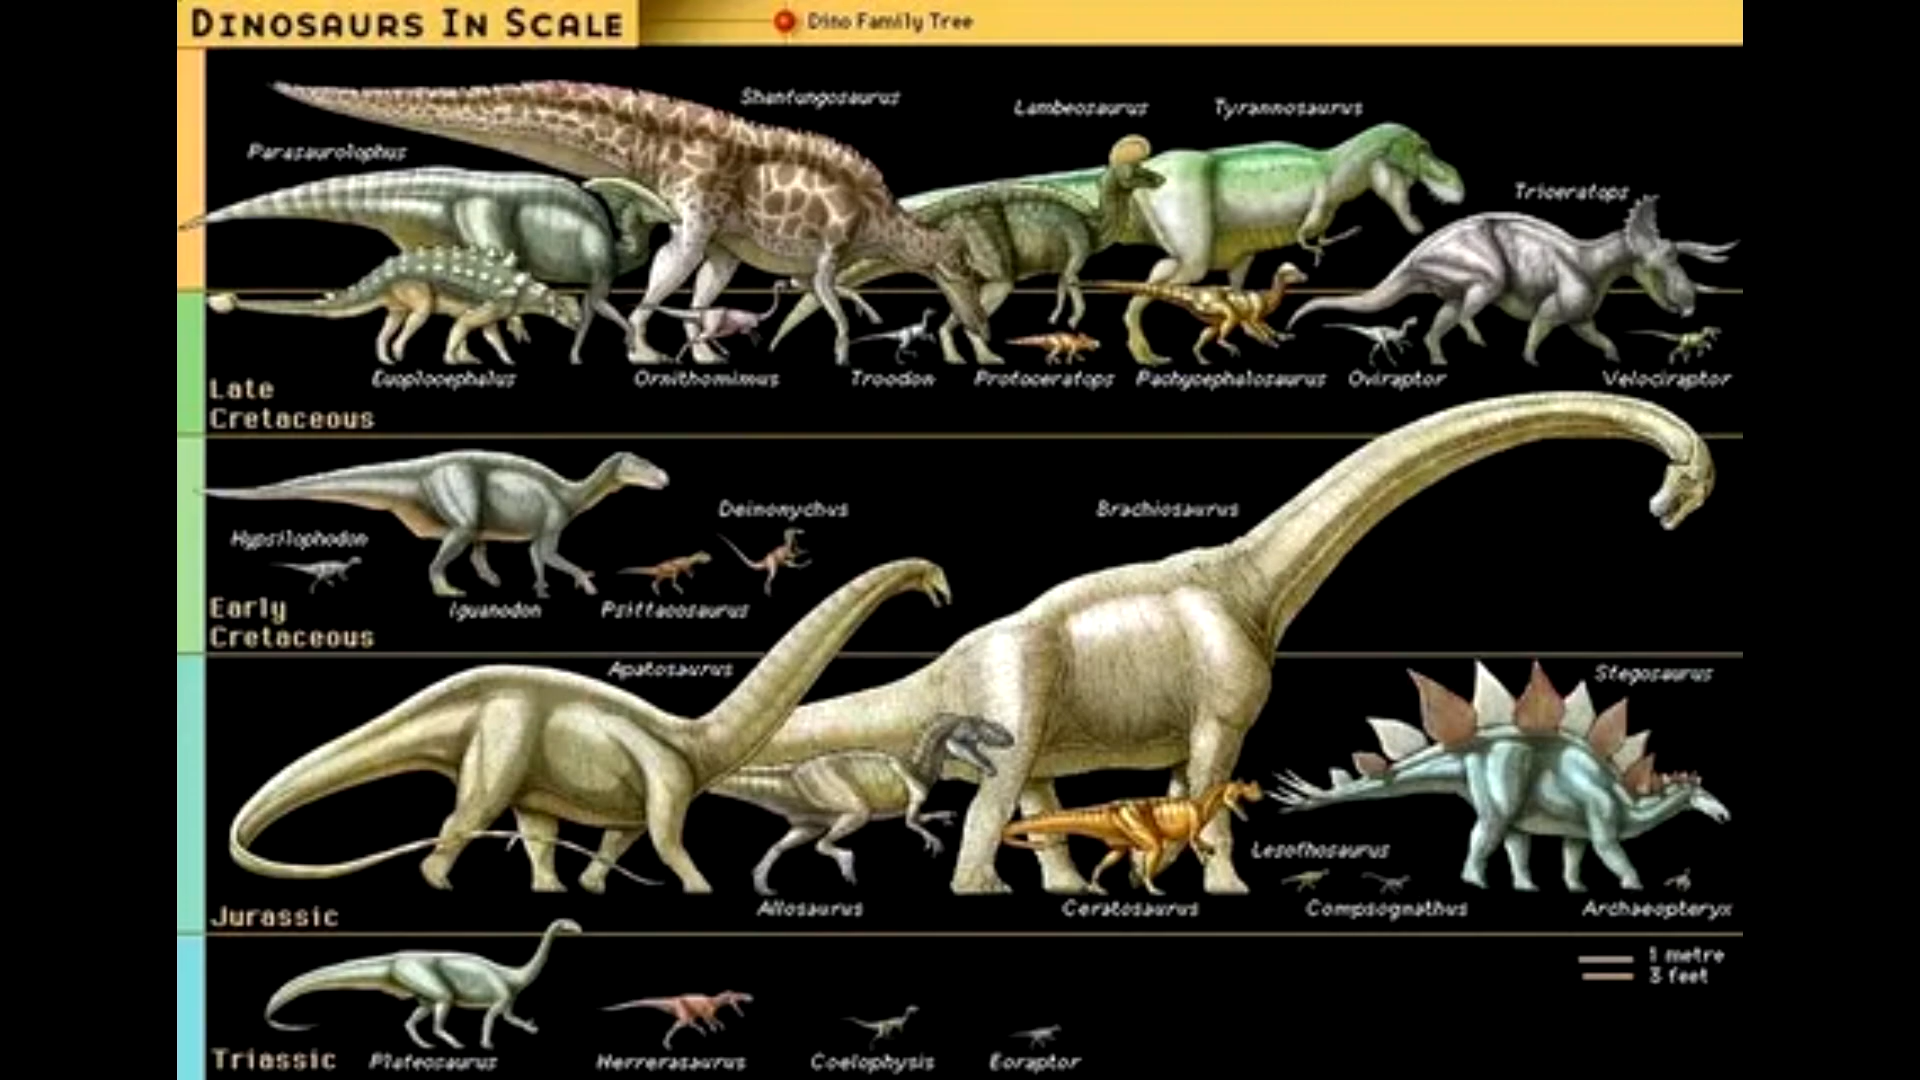 DINOSAURS IN SCALE
Dino Family Tree
Shantungosaurus
Lambeosaurus
Tyrannosaurus
Parasaurolophus
Triceratops
Euoplocephalus
Ornithomimus
Troodon
Protoceratops
Pachycephalosaurus
Oviraptor
Velociraptor
Late
Cretaceous
Deinonychus
Brachiosaurus
Hypsilophodon
Iguanodon
Psittacosaurus
Early
Cretaceous
Apatosaurus
Stegosaurus
Lesothosaurus
Allosaurus
Ceratosaurus
Compsognathus
Archaeopteryx
Jurassic
1 metre
3 feet
Triassic
Plateosaurus
Herrerasaurus
Coelophysis
Eoraptor